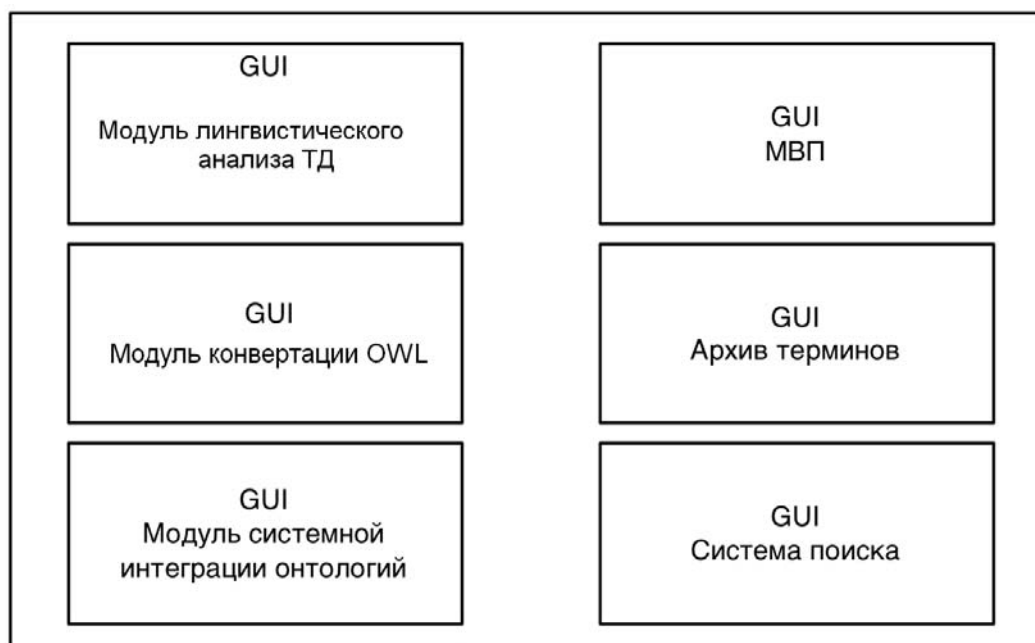 GUI
Модуль лингвистического
анализа ТД
GUI
МВП
GUI
Модуль конвертации OWL
GUI
Архив терминов
GUI
Модуль системной
интеграции онтологий
GUI
Система поиска